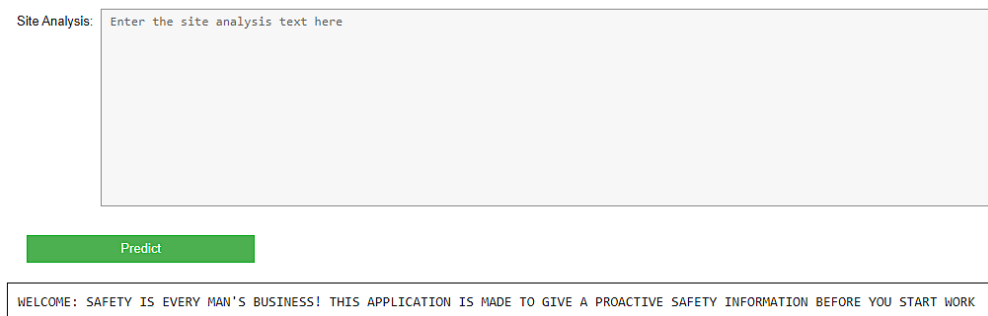 Site Analysis:
Enter the site analysis text here
Predict
WELCOME: SAFETY IS EVERY MAN'S BUSINESS! THIS APPLICATION IS MADE TO GIVE A PROACTIVE SAFETY INFORMATION BEFORE YOU START WORK